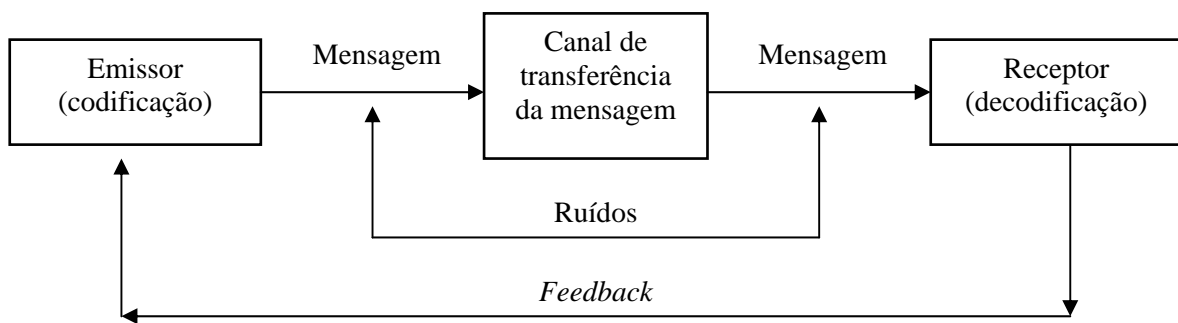 Emissor
(codificação)
Mensagem
Canal de
transferência
da mensagem
Mensagem
Receptor
(decodificação)
Ruídos
Feedback